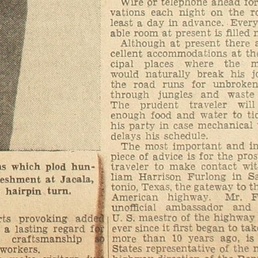 ns which plod hun-
eshment at Jacala,
hairpin turn.
rts provoking added
a lasting regard for
craftsmanship so
workers.
Wire or telephone ahead for
vations each night on the ro
least a day in advance. Every
able room at present is filled n
Although at present there a
cellent accommodations at the
cipal places where the m
would naturally break his jo
the road runs for unbroken
through jungles and waste
The prudent traveler will
enough food and water to tid
his party in case mechanical
delays his schedule.
The most important and in
piece of advice is for the pros
traveler to make contact with
liam Harrison Furlong in Sa
tonio, Texas, the gateway to th
American highway. Mr. F
unofficial ambassador and
U. S. maestro of the highway
ever since it first began to take
more than 10 years ago, is
States representative of the n